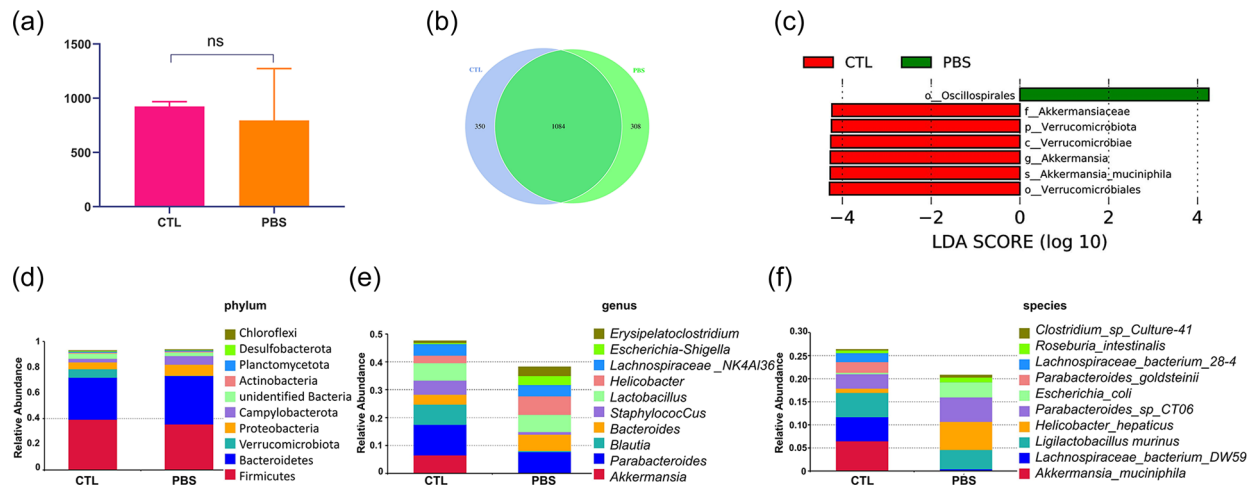 (a)
ns
1500
1000
500
0
CTL
PBS
(b)
CTL
PBS
350
1084
308
(c)
CTL
PBS
o__Oscillospirales
f__Akkermansiaceae
p__Verrucomicrobiota
c__Verrucomicrobiae
g__Akkermansia
s__Akkermansia_muciniphila
o__Verrucomicrobiales
−4
−2
0
2
4
LDA SCORE (log 10)
(d)
phylum
Relative Abundance
1
0.8
0.6
0.4
0.2
0
CTL
PBS
Chloroflexi
Desulfobacterota
Planctomycetota
Actinobacteria
unidentified Bacteria
Campylobacterota
Proteobacteria
Verrucomicrobiota
Bacteroidetes
Firmicutes
(e)
genus
Relative Abundance
0.5
0.4
0.3
0.2
0.1
0
CTL
PBS
Erysipelatoclostridium
Escherichia-Shigella
Lachnospiraceae _NK4AI36
Helicobacter
Lactobacillus
StaphylocoCcus
Bacteroides
Blautia
Parabacteroides
Akkermansia
(f)
species
Relative Abundance
0.30
0.25
0.20
0.15
0.10
0.05
0
CTL
PBS
Clostridium_sp_Culture-41
Roseburia_intestinalis
Lachnospiraceae_bacterium_28-4
Parabacteroides_goldsteinii
Escherichia_coli
Parabacteroides_sp_CT06
Helicobacter_hepaticus
Ligilactobacillus murinus
Lachnospiraceae_bacterium_DW59
Akkermansia_muciniphila